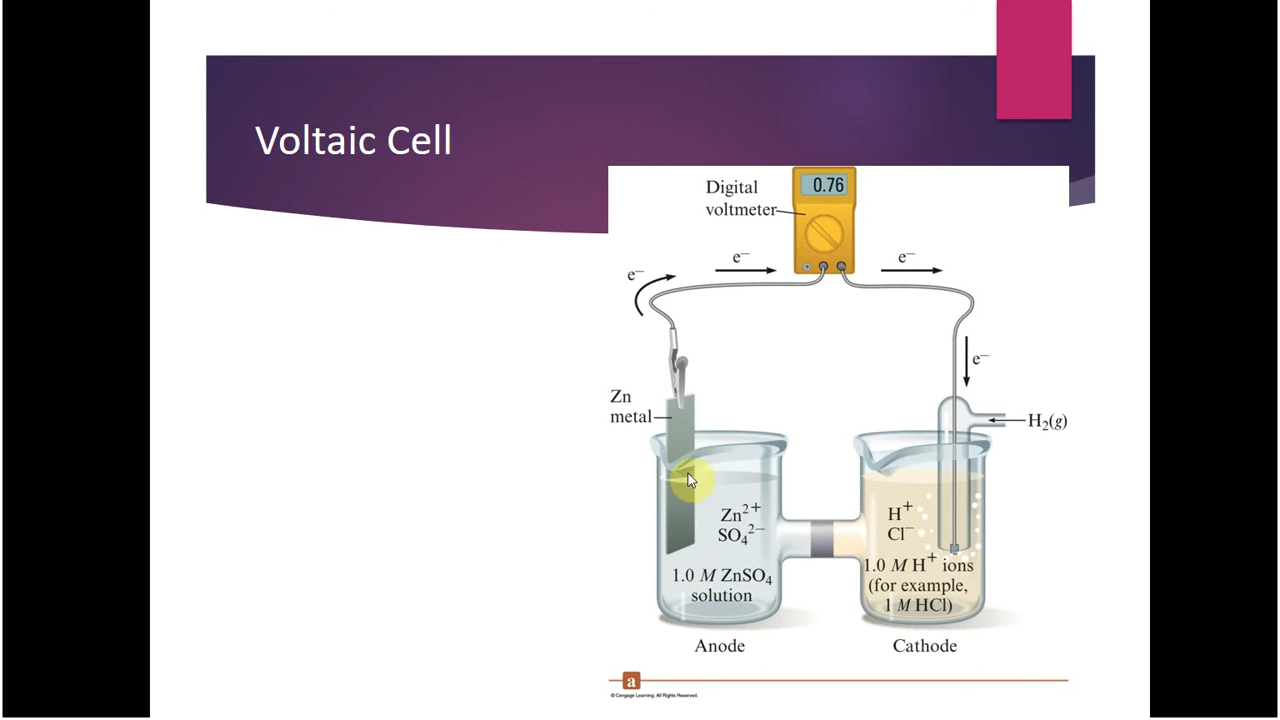 Voltaic Cell
Digital
voltmeter
0.76
e⁻
e⁻
e⁻
e⁻
Zn
metal
H₂(g)
Zn²⁺
SO₄²⁻
1.0 M ZnSO₄
solution
H⁺
Cl⁻
1.0 M H⁺ ions
(for example,
1 M HCl)
Anode
Cathode
a
© Cengage Learning. All Rights Reserved.